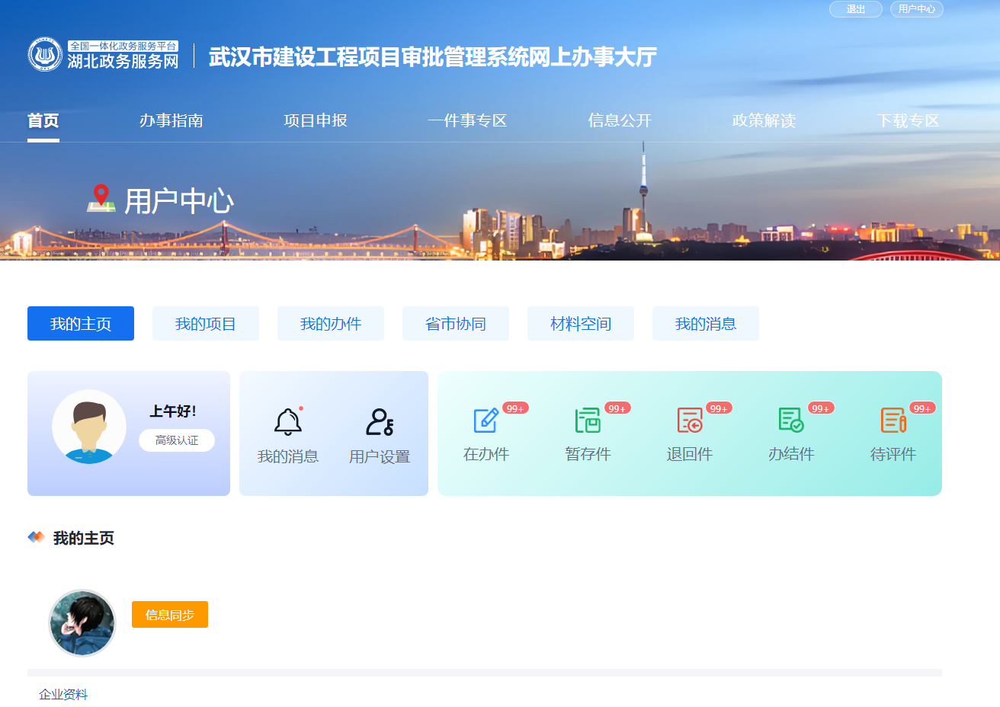 退出
用户中心
全国一体化政务服务平台
湖北政务服务网
武汉市建设工程项目审批管理系统网上办事大厅
首页
办事指南
项目申报
一件事专区
信息公开
政策解读
下载专区
用户中心
我的主页
我的项目
我的办件
省市协同
材料空间
我的消息
上午好!
高级认证
我的消息
用户设置
99+
在办件
99+
暂存件
99+
退回件
99+
办结件
99+
待评件
我的主页
信息同步
企业资料